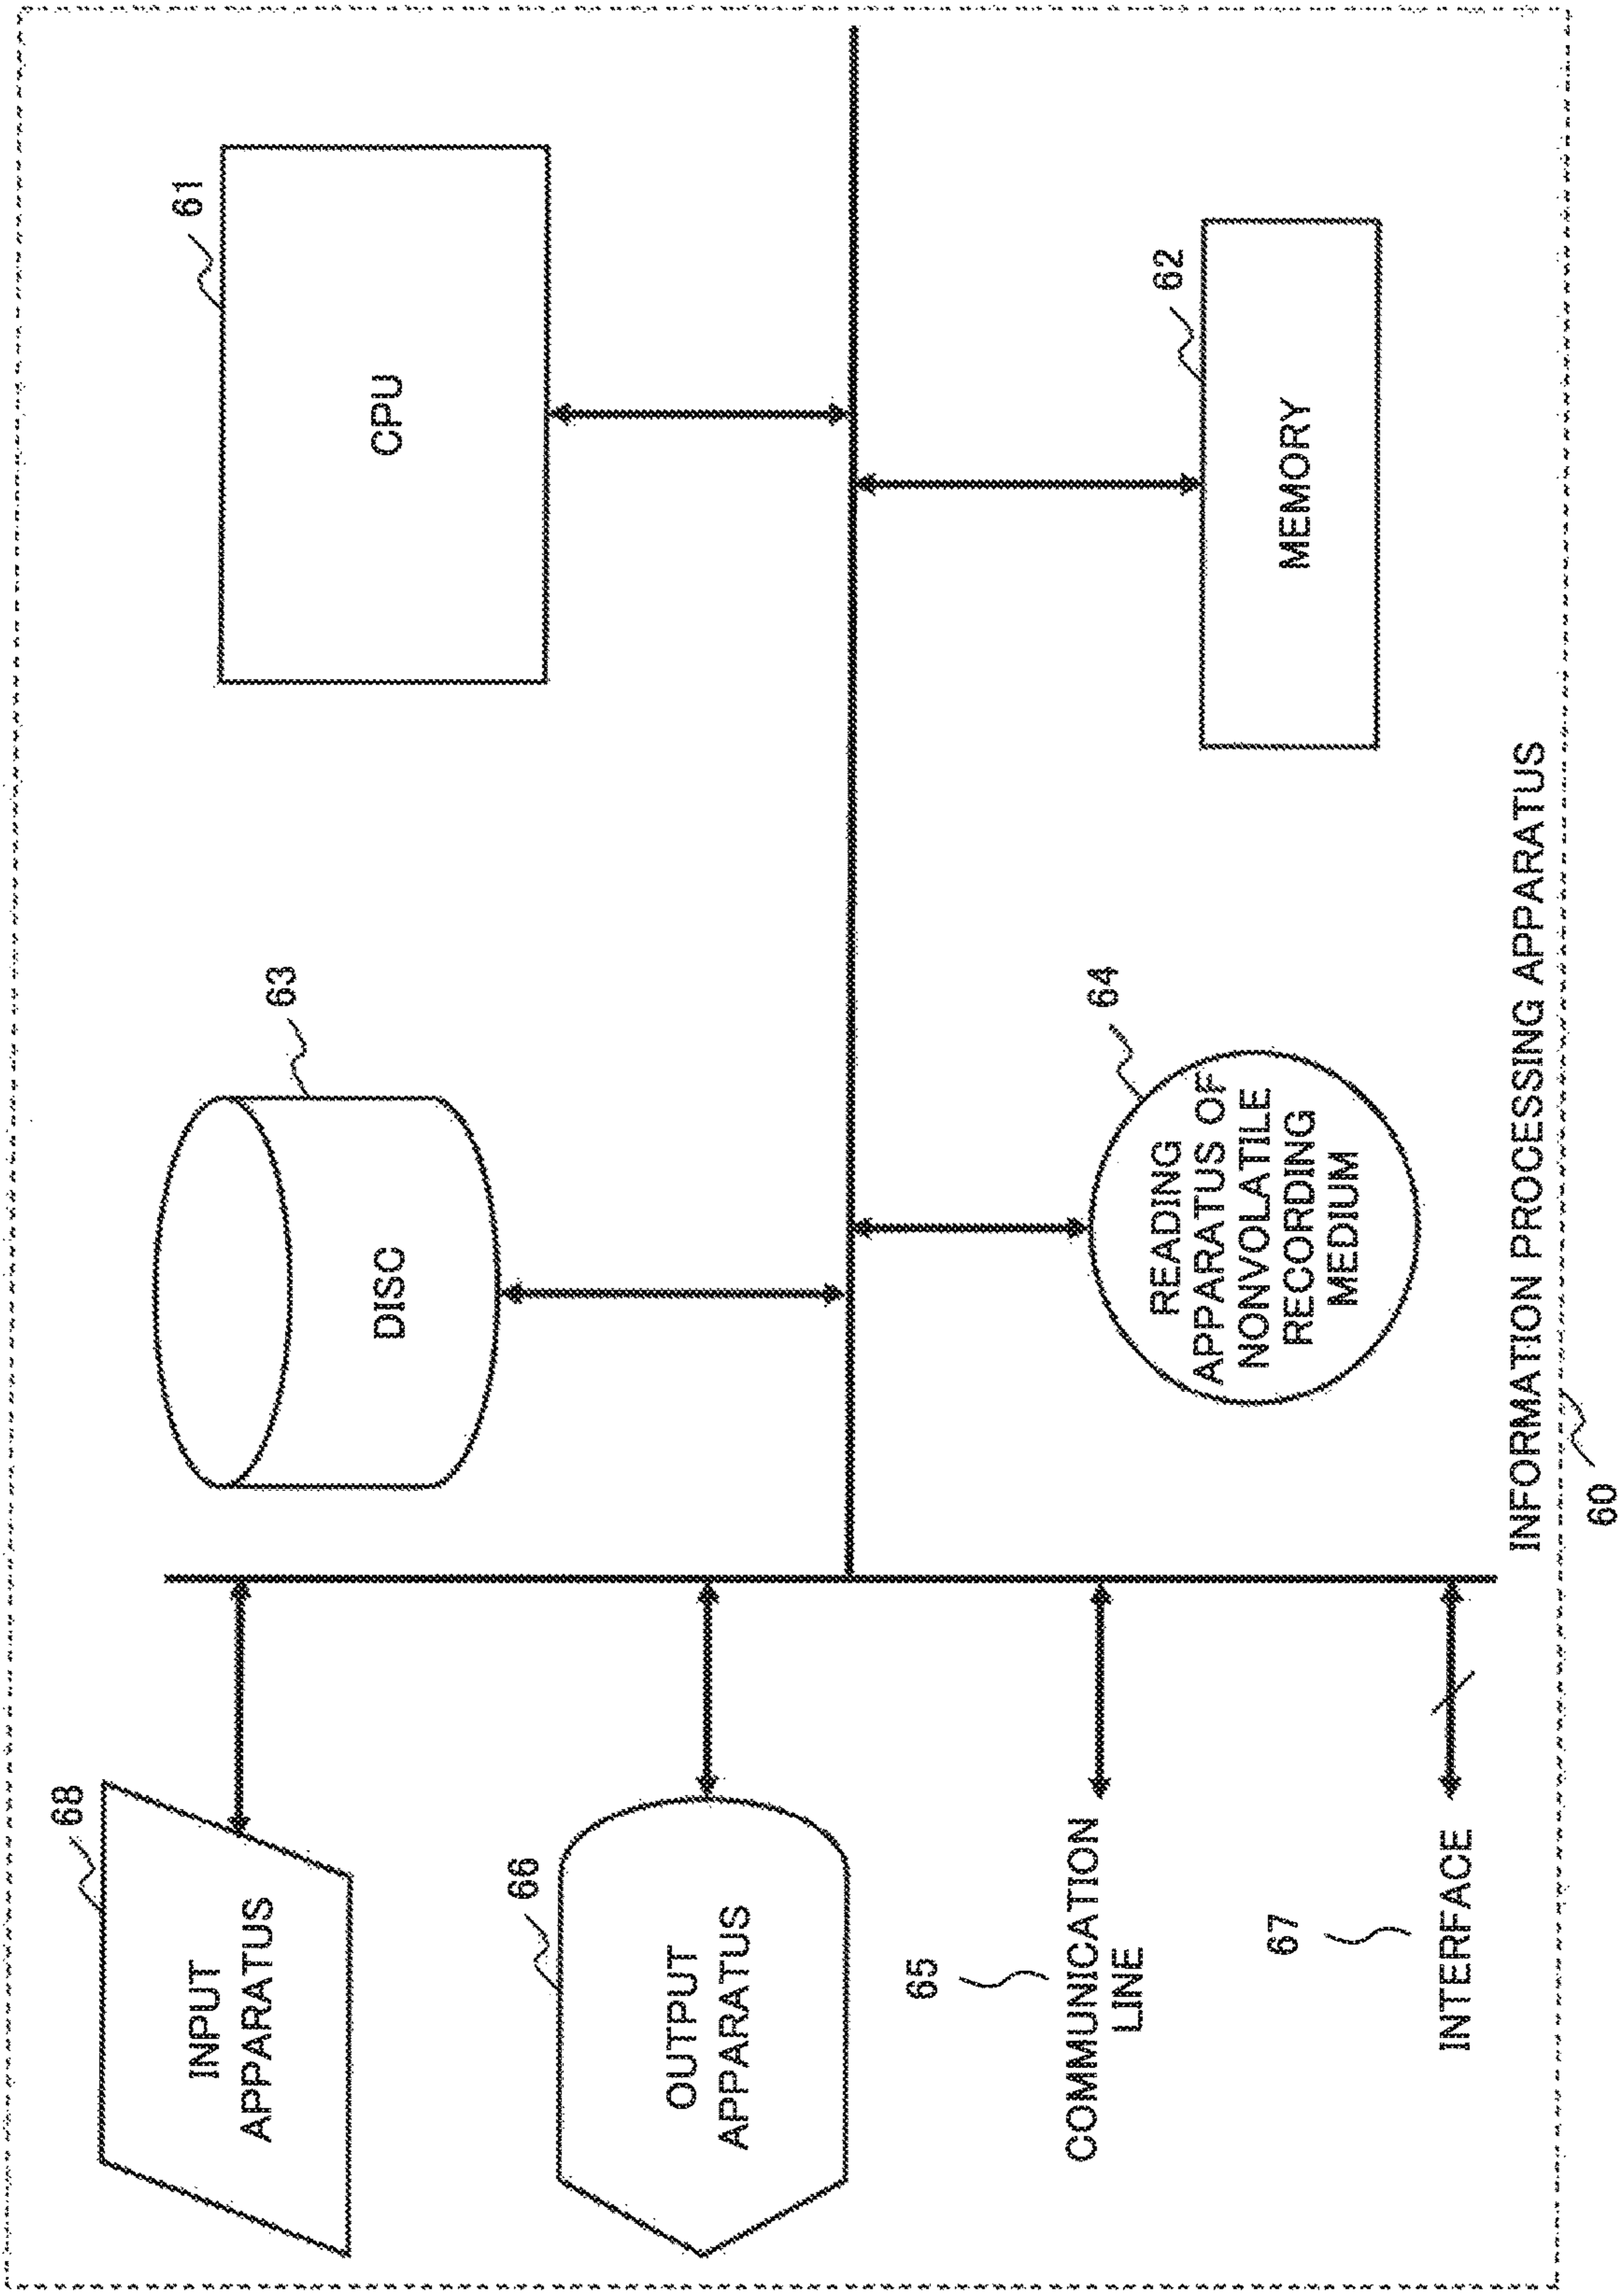 68
INPUT
APPARATUS
63
DISC
61
CPU
66
OUTPUT
APPARATUS
65
COMMUNICATION
LINE
64
READING
APPARATUS OF
NONVOLATILE
RECORDING
MEDIUM
62
MEMORY
67
INTERFACE
INFORMATION PROCESSING APPARATUS
60